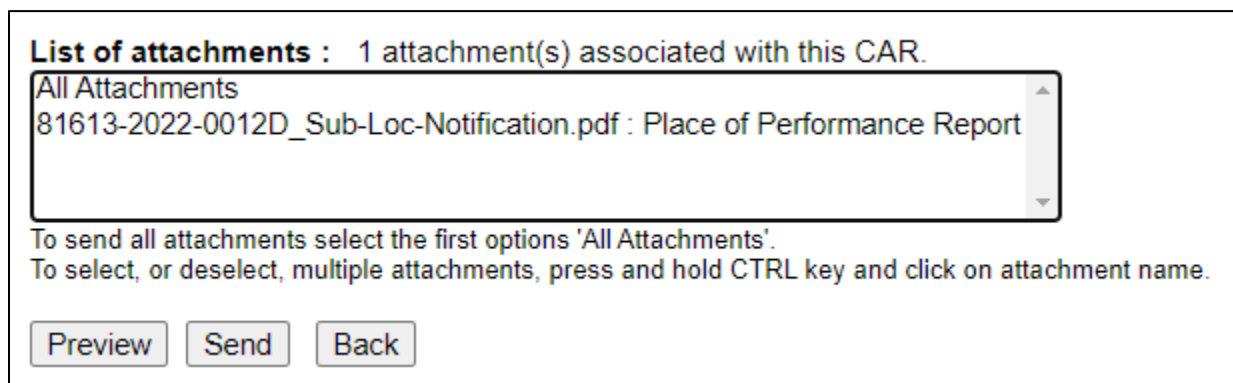 List of attachments : 1 attachment(s) associated with this CAR.
All Attachments
81613-2022-0012D_Sub-Loc-Notification.pdf : Place of Performance Report
To send all attachments select the first options 'All Attachments'.
To select, or deselect, multiple attachments, press and hold CTRL key and click on attachment name.
Preview Send Back